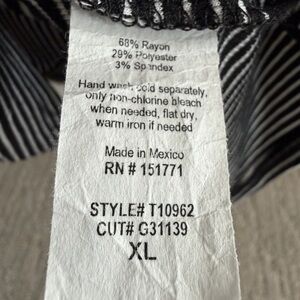 68% Rayon
29% Polyester
3% Spandex
Hand wash cold separately,
only non-chlorine bleach
when needed, flat dry,
warm iron if needed
Made in Mexico
RN # 151771
STYLE# T10962
CUT# G31139
XL